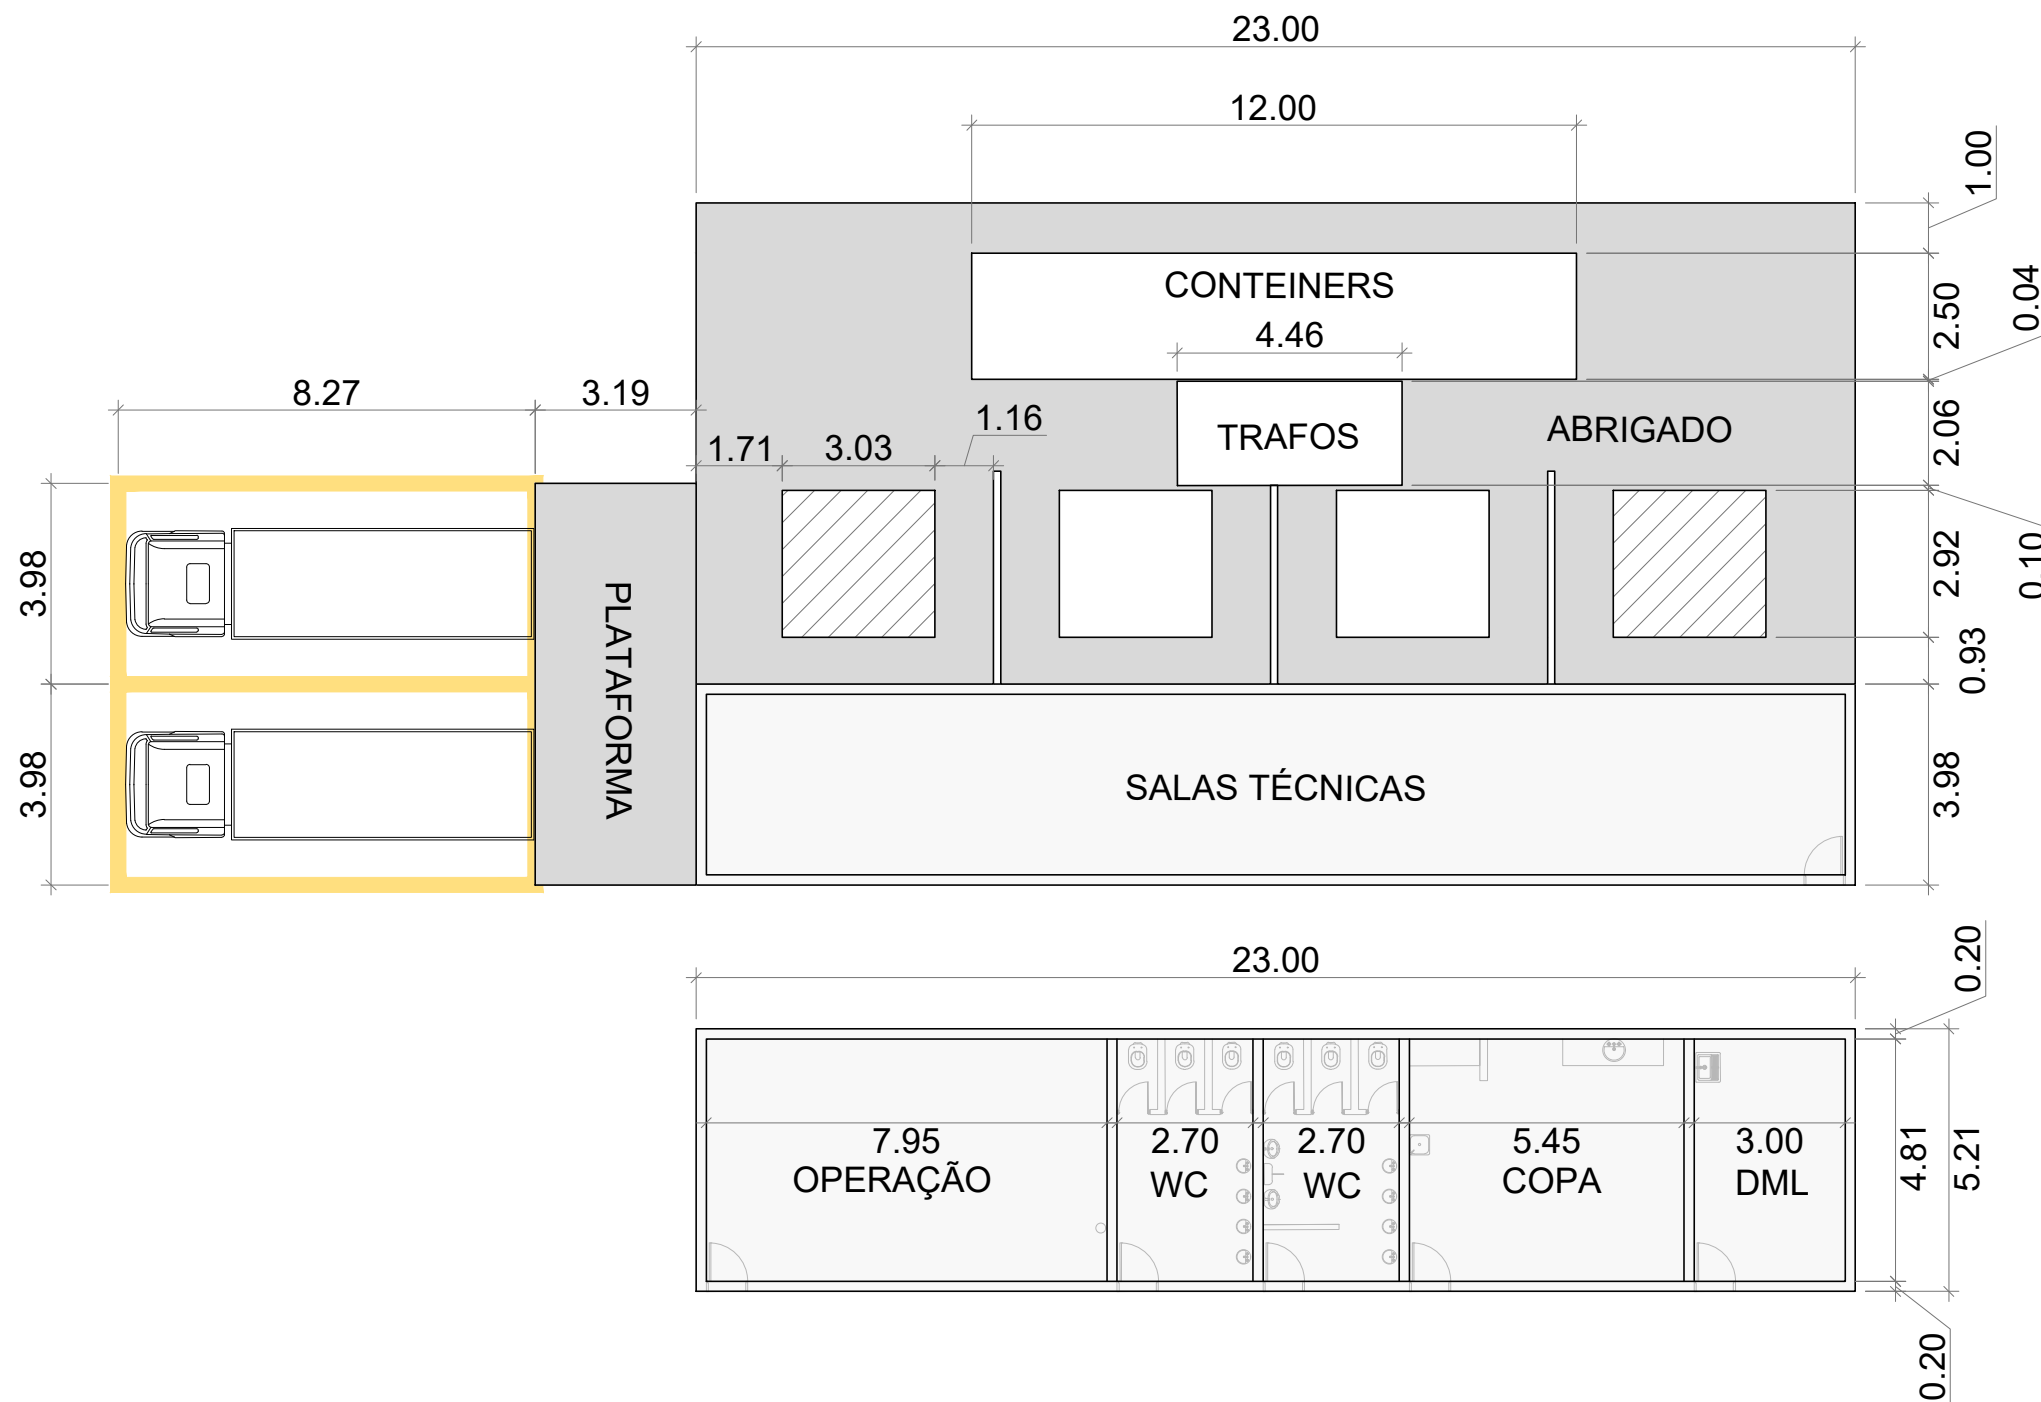 23.00
12.00
1.00
CONTEINERS
2.50
0.04
4.46
8.27
3.19
1.16
TRAFOS
ABRIGADO
2.06
1.71
3.03
3.98
PLATAFORMA
2.92
0.10
0.93
3.98
SALAS TÉCNICAS
3.98
23.00
0.20
7.95
2.70
2.70
5.45
3.00
OPERAÇÃO
WC
WC
COPA
DML
4.81
5.21
0.20